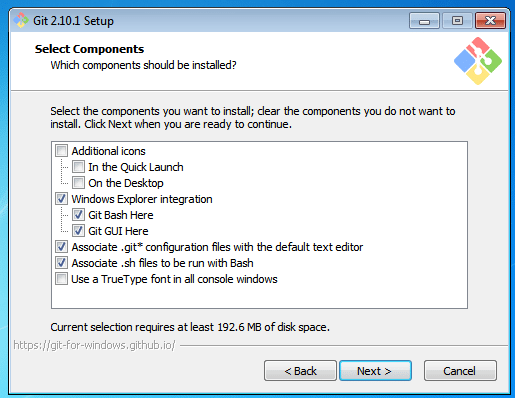 Git 2.10.1 Setup
Select Components
Which components should be installed?
Select the components you want to install; clear the components you do not want to
install. Click Next when you are ready to continue.
Additional icons
In the Quick Launch
On the Desktop
Windows Explorer integration
Git Bash Here
Git GUI Here
Associate .git* configuration files with the default text editor
Associate .sh files to be run with Bash
Use a TrueType font in all console windows
Current selection requires at least 192.6 MB of disk space.
https://git-for-windows.github.io/
< Back Next > Cancel